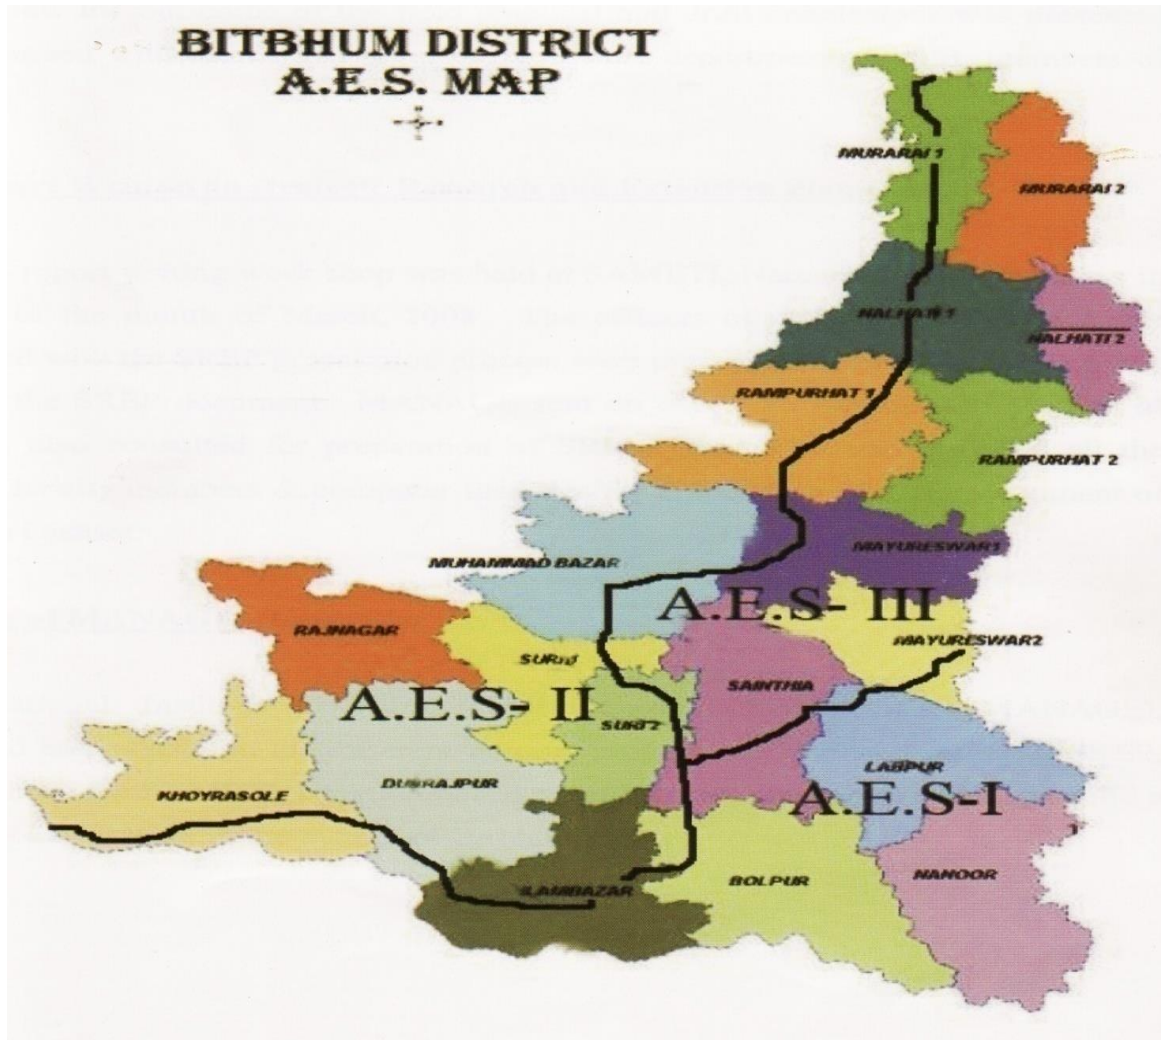 BITBHUM DISTRICT
A.E.S. MAP
MURARAI 1
MURARAI 2
NALHATI 1
NALHATI 2
RAMPURHAT 1
RAMPURHAT 2
MAYURESWAR1
MUHAMMAD BAZAR
A.E.S- III
RAJNAGAR
MAYURESWAR2
SURI
SAINTHIA
A.E.S- II
SURI 2
LABPUR
DUBRAJPUR
KHOYRASOLE
A.E.S-I
NANOOR
BOLPUR
ILAMBAZAR